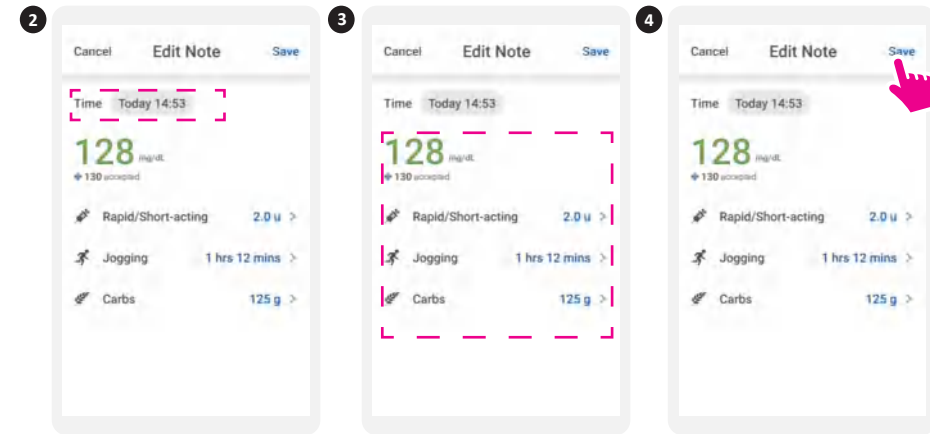 2
Cancel Edit Note Save
Time Today 14:53
128 mg/dL
130 accepted
Rapid/Short-acting 2.0 u >
Jogging 1 hrs 12 mins >
Carbs 125 g >
3
Cancel Edit Note Save
Time Today 14:53
128 mg/dL
130 accepted
Rapid/Short-acting 2.0 u >
Jogging 1 hrs 12 mins >
Carbs 125 g >
4
Cancel Edit Note Save
Time Today 14:53
128 mg/dL
130 accepted
Rapid/Short-acting 2.0 u >
Jogging 1 hrs 12 mins >
Carbs 125 g >